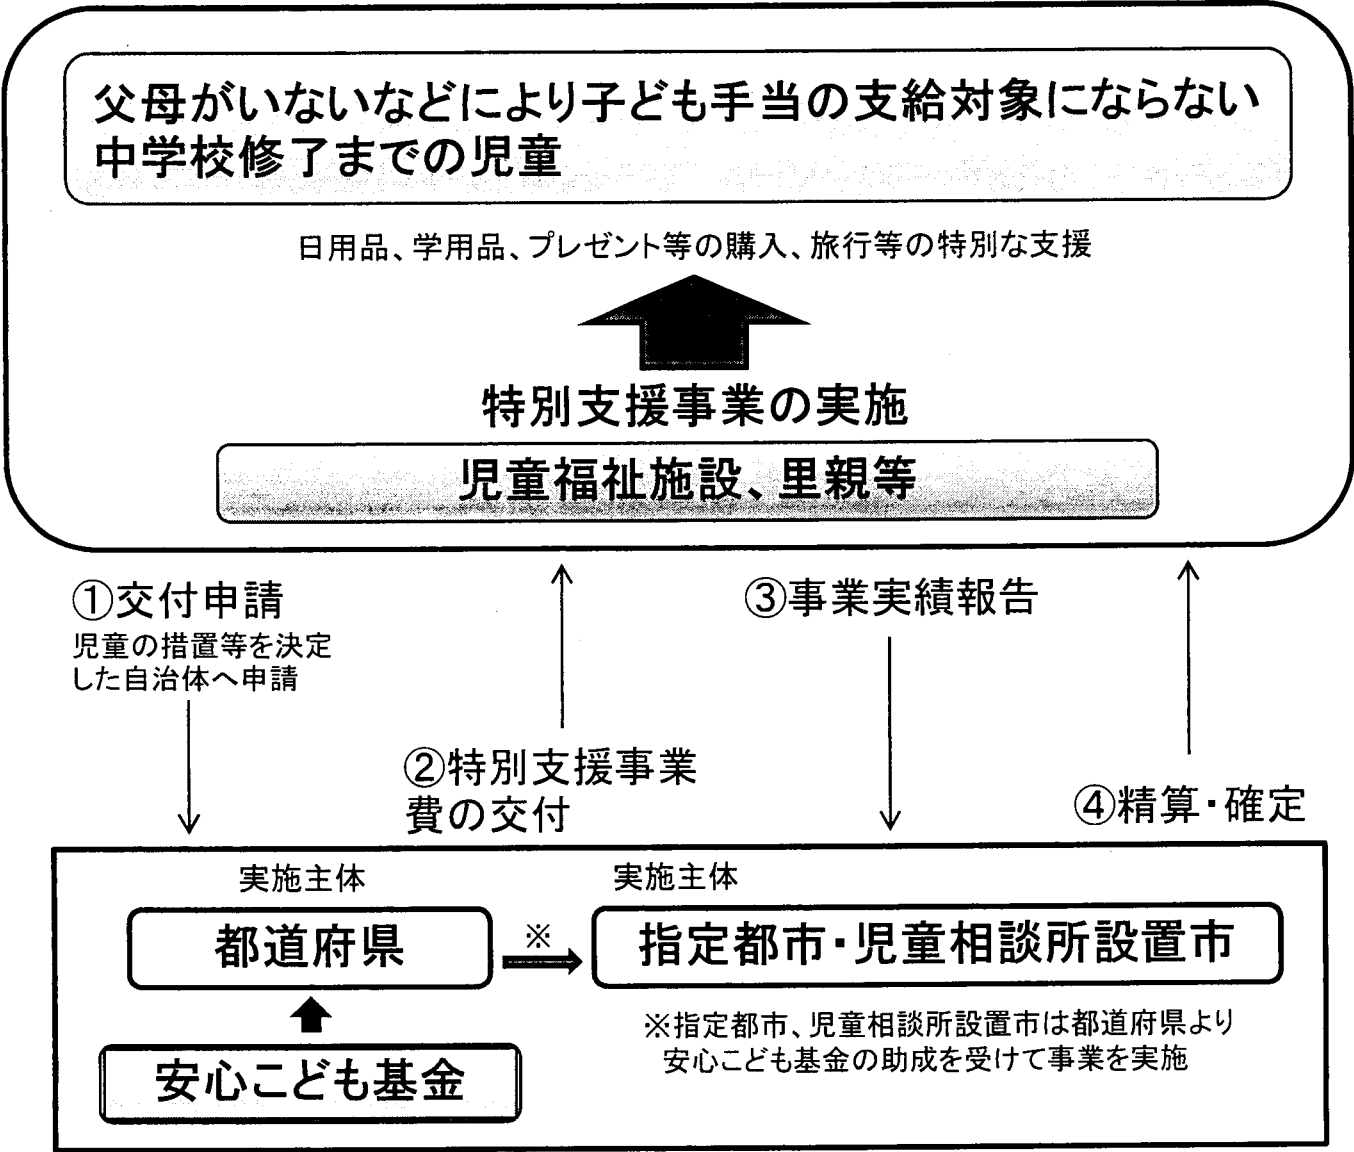 父母がいないなどにより子ども手当の支給対象にならない
中学校修了までの児童
日用品、学用品、プレゼント等の購入、旅行等の特別な支援
特別支援事業の実施
児童福祉施設、里親等
①交付申請
児童の措置等を決定
した自治体へ申請
②特別支援事業
費の交付
③事業実績報告
④精算・確定
実施主体
都道府県
※
実施主体
指定都市・児童相談所設置市
※指定都市、児童相談所設置市は都道府県より
安心こども基金の助成を受けて事業を実施
安心こども基金